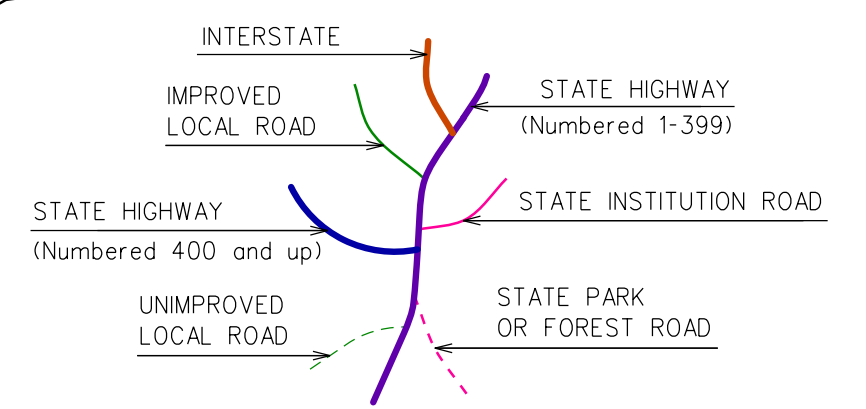 INTERSTATE
IMPROVED
LOCAL ROAD
STATE HIGHWAY
(Numbered 1-399)
STATE HIGHWAY
(Numbered 400 and up)
STATE INSTITUTION ROAD
UNIMPROVED
LOCAL ROAD
STATE PARK
OR FOREST ROAD